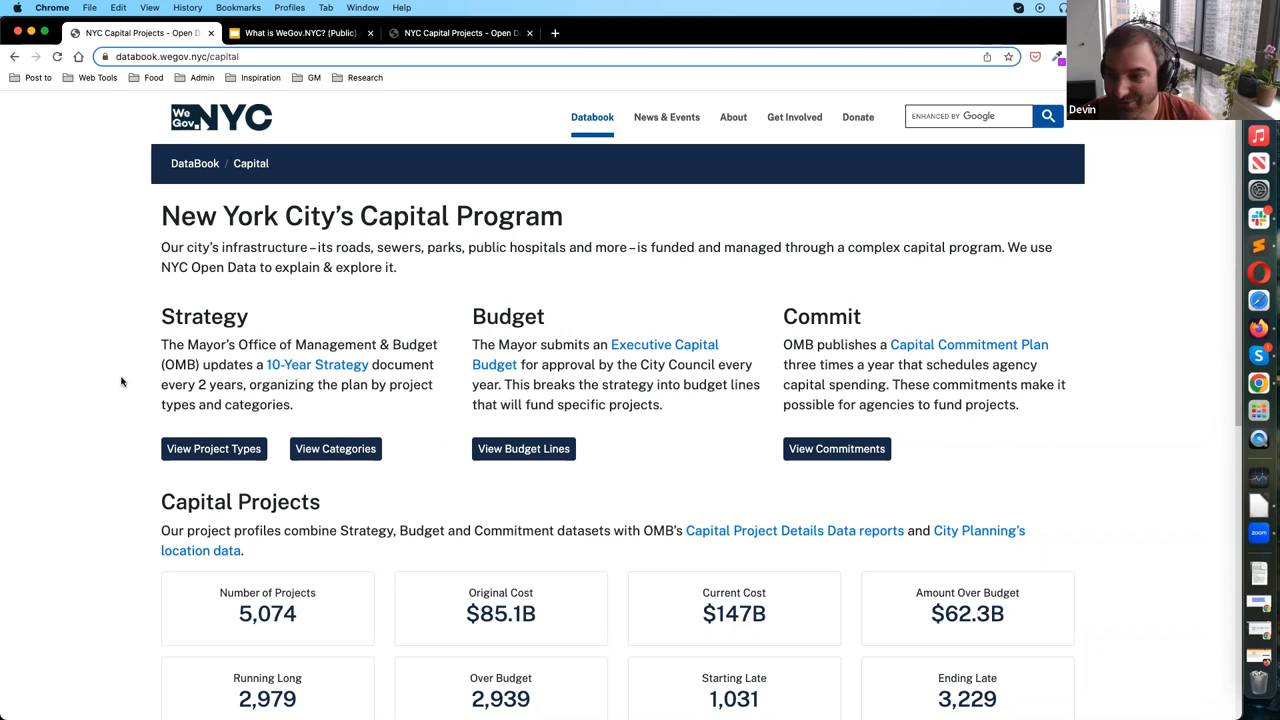 Chrome File Edit View History Bookmarks Profiles Tab Window Help
NYC Capital Projects - Open D × What is WeGov.NYC? (Public) × NYC Capital Projects - Open D × +
databook.wegov.nyc/capital
Post to Web Tools Food Admin Inspiration GM Research
Devin
We Gov. NYC
Databook News & Events About Get Involved Donate ENHANCED BY Google
DataBook / Capital
New York City’s Capital Program
Our city’s infrastructure – its roads, sewers, parks, public hospitals and more – is funded and managed through a complex capital program. We use
NYC Open Data to explain & explore it.
Strategy
The Mayor’s Office of Management & Budget
(OMB) updates a 10-Year Strategy document
every 2 years, organizing the plan by project
types and categories.
View Project Types View Categories
Budget
The Mayor submits an Executive Capital
Budget for approval by the City Council every
year. This breaks the strategy into budget lines
that will fund specific projects.
View Budget Lines
Commit
OMB publishes a Capital Commitment Plan
three times a year that schedules agency
capital spending. These commitments make it
possible for agencies to fund projects.
View Commitments
Capital Projects
Our project profiles combine Strategy, Budget and Commitment datasets with OMB’s Capital Project Details Data reports and City Planning’s
location data.
Number of Projects
5,074
Original Cost
$85.1B
Current Cost
$147B
Amount Over Budget
$62.3B
Running Long
2,979
Over Budget
2,939
Starting Late
1,031
Ending Late
3,229
zoom